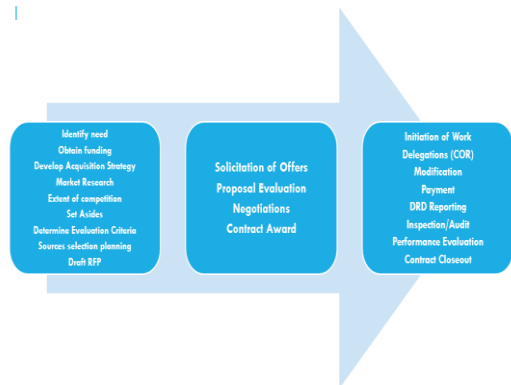 Identify need
Obtain funding
Develop Acquisition Strategy
Market Research
Extent of competition
Set Asides
Determine Evaluation Criteria
Sources selection planning
Draft RFP
Solicitation of Offers
Proposal Evaluation
Negotiations
Contract Award
Initiation of Work
Delegations (COR)
Modification
Payment
DRD Reporting
Inspection/Audit
Performance Evaluation
Contract Closeout